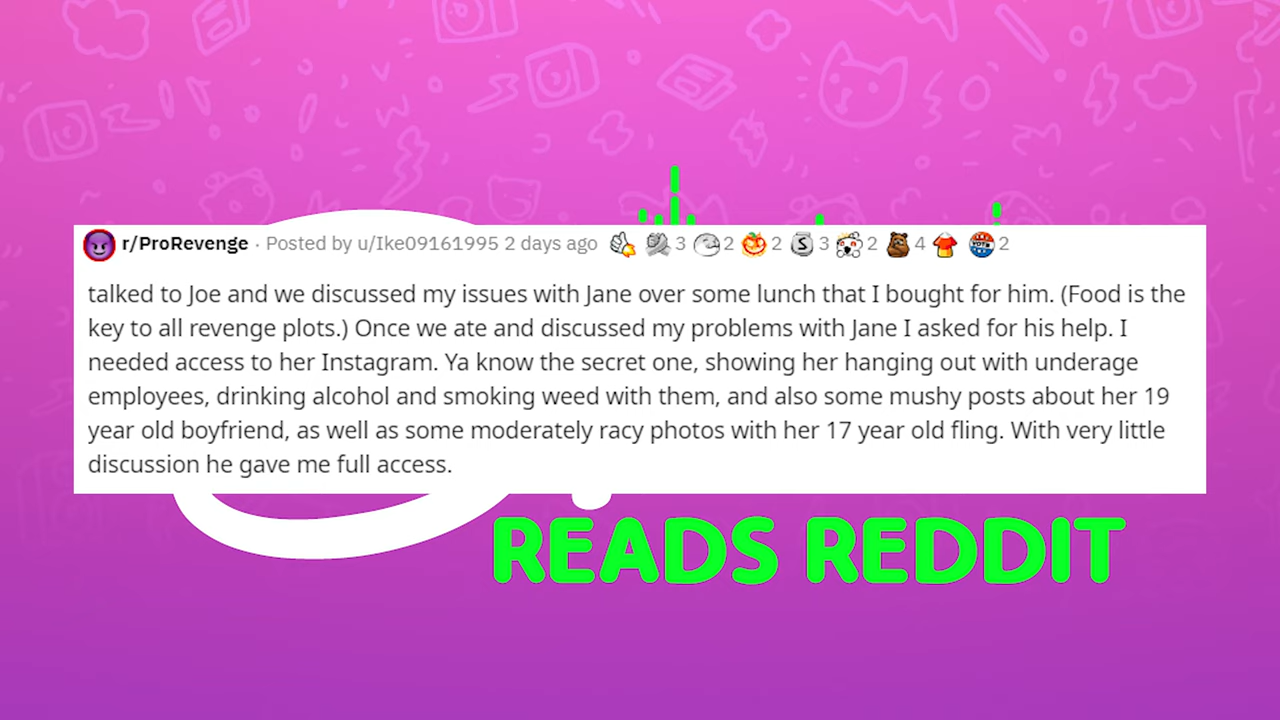 r/ProRevenge · Posted by u/Ike09161995 2 days ago 3 2 2 S 3 2 4 VOTE 2
talked to Joe and we discussed my issues with Jane over some lunch that I bought for him. (Food is the
key to all revenge plots.) Once we ate and discussed my problems with Jane I asked for his help. I
needed access to her Instagram. Ya know the secret one, showing her hanging out with underage
employees, drinking alcohol and smoking weed with them, and also some mushy posts about her 19
year old boyfriend, as well as some moderately racy photos with her 17 year old fling. With very little
discussion he gave me full access.
READS REDDIT